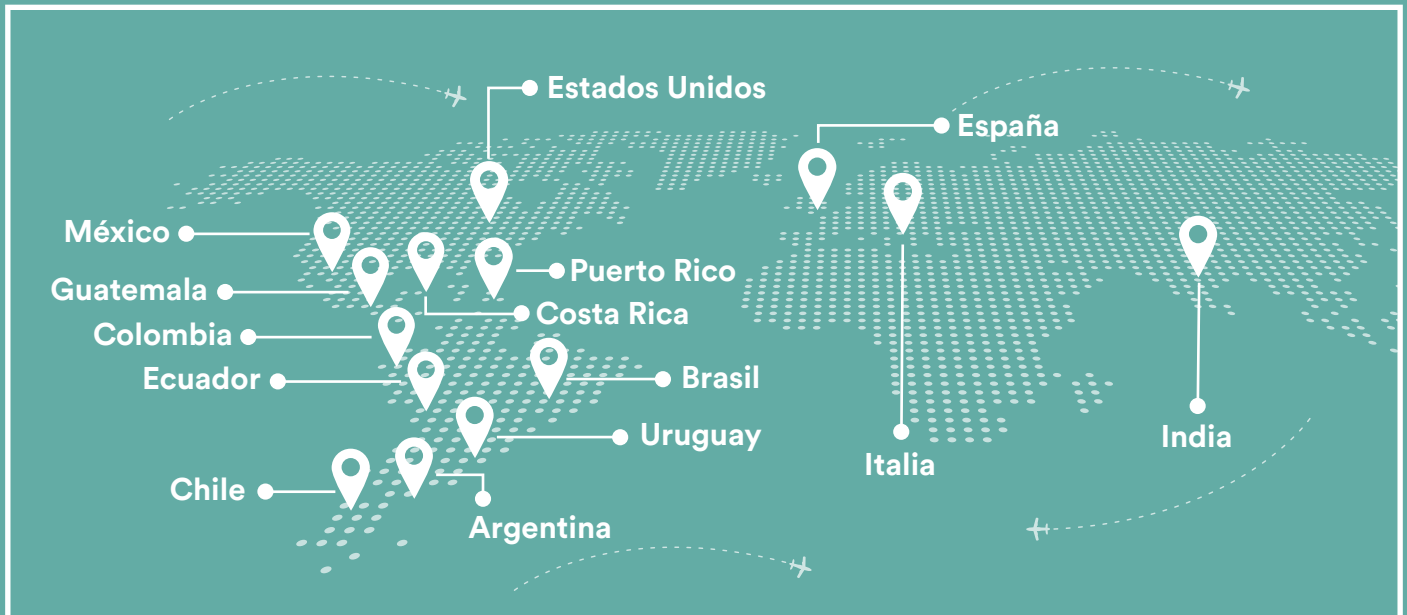 Estados Unidos
España
México
Puerto Rico
Guatemala
Costa Rica
Colombia
Ecuador
Brasil
Uruguay
India
Italia
Chile
Argentina